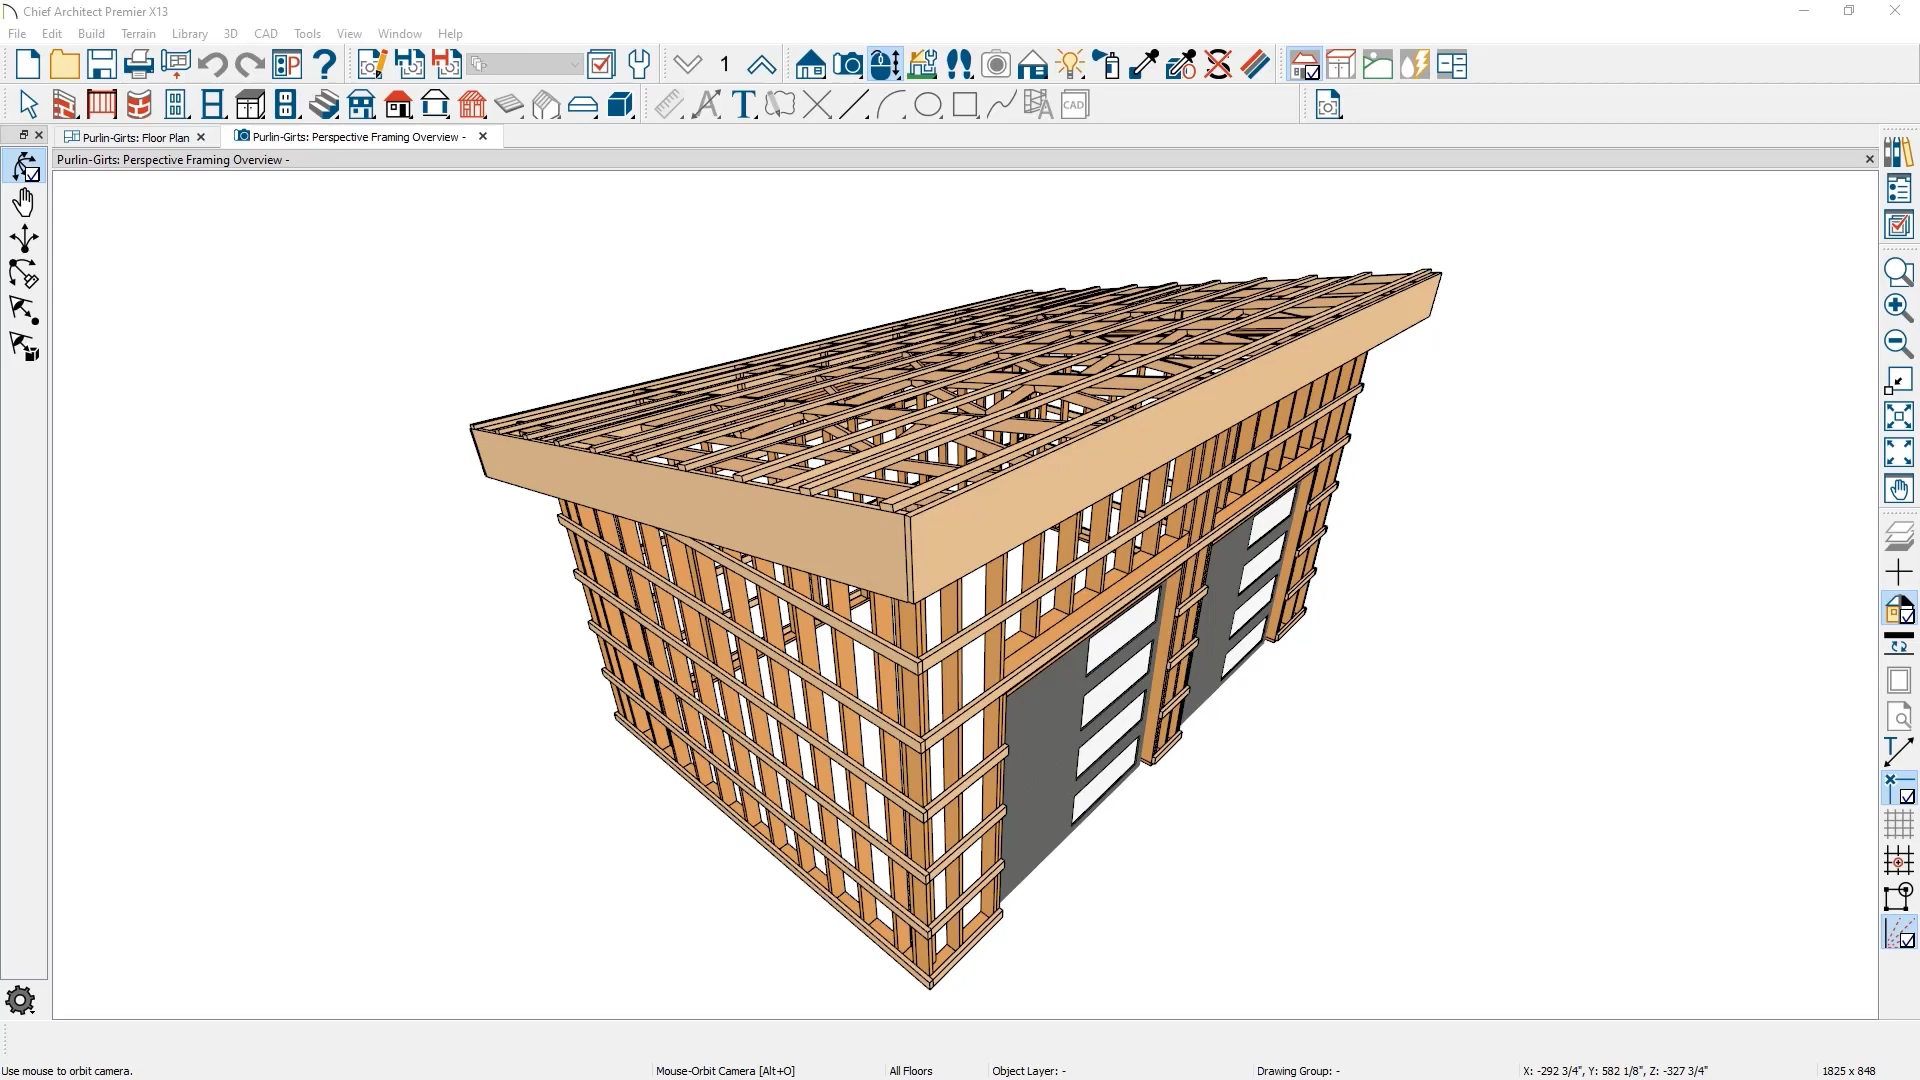 Chief Architect Premier X13
File Edit Build Terrain Library 3D CAD Tools View Window Help
1
CAD
Purlin-Girts: Floor Plan
Purlin-Girts: Perspective Framing Overview -
Purlin-Girts: Perspective Framing Overview -
Use mouse to orbit camera.
Mouse-Orbit Camera [Alt+O]
All Floors
Object Layer: -
Drawing Group: -
X: -292 3/4", Y: 582 1/8", Z: -327 3/4"
1825 x 848